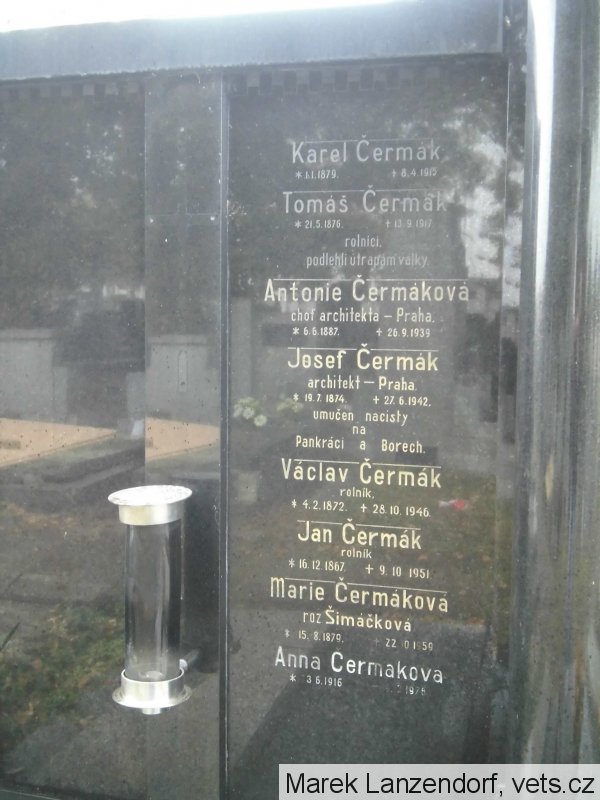 Karel Čermák
* 1.1.1879. † 8.4.1915
Tomáš Čermák
* 21.5.1876. † 13.9.1917.
rolníci,
podlehli útrapám války.
Antonie Čermáková
choť architekta – Praha.
* 6.6.1887. † 26.9.1939
Josef Čermák
architekt – Praha.
* 19.7.1874. † 27.6.1942.
umučen nacisty
na
Pankráci a Borech.
Václav Čermák
rolník.
* 4.2.1872. † 28.10.1946.
Jan Čermák
rolník
* 16.12.1867. † 9.10.1951.
Marie Čermáková
roz Šimáčková
* 15.8.1879. † 22.10.1959
Anna Čermakova
Marek Lanzendorf, vets.cz